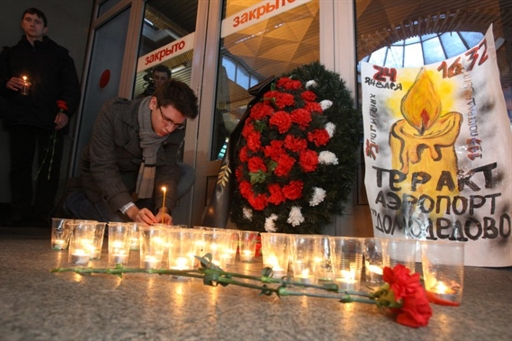 закрыто
закрыто
24 января
16:32
теракт
аэропорт
домодедово